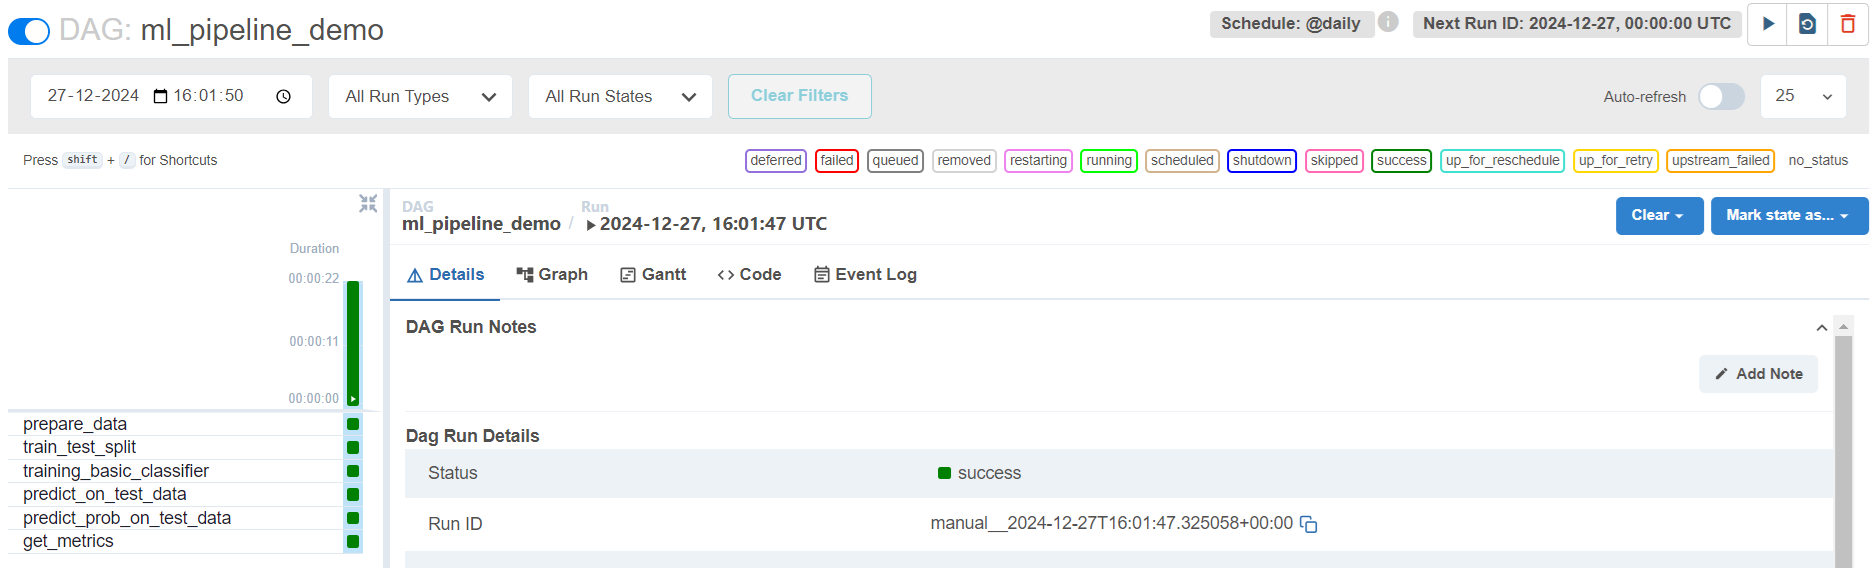 DAG: ml_pipeline_demo
Schedule: @daily
Next Run ID: 2024-12-27, 00:00:00 UTC
27-12-2024 16:01:50
All Run Types
All Run States
Clear Filters
Auto-refresh
25
Press shift + / for Shortcuts
deferred
failed
queued
removed
restarting
running
scheduled
shutdown
skipped
success
up_for_reschedule
up_for_retry
upstream_failed
no_status
Duration
00:00:22
00:00:11
00:00:00
prepare_data
train_test_split
training_basic_classifier
predict_on_test_data
predict_prob_on_test_data
get_metrics
DAG
ml_pipeline_demo /
Run
2024-12-27, 16:01:47 UTC
Clear
Mark state as...
Details
Graph
Gantt
Code
Event Log
DAG Run Notes
Add Note
Dag Run Details
Status
success
Run ID
manual__2024-12-27T16:01:47.325058+00:00